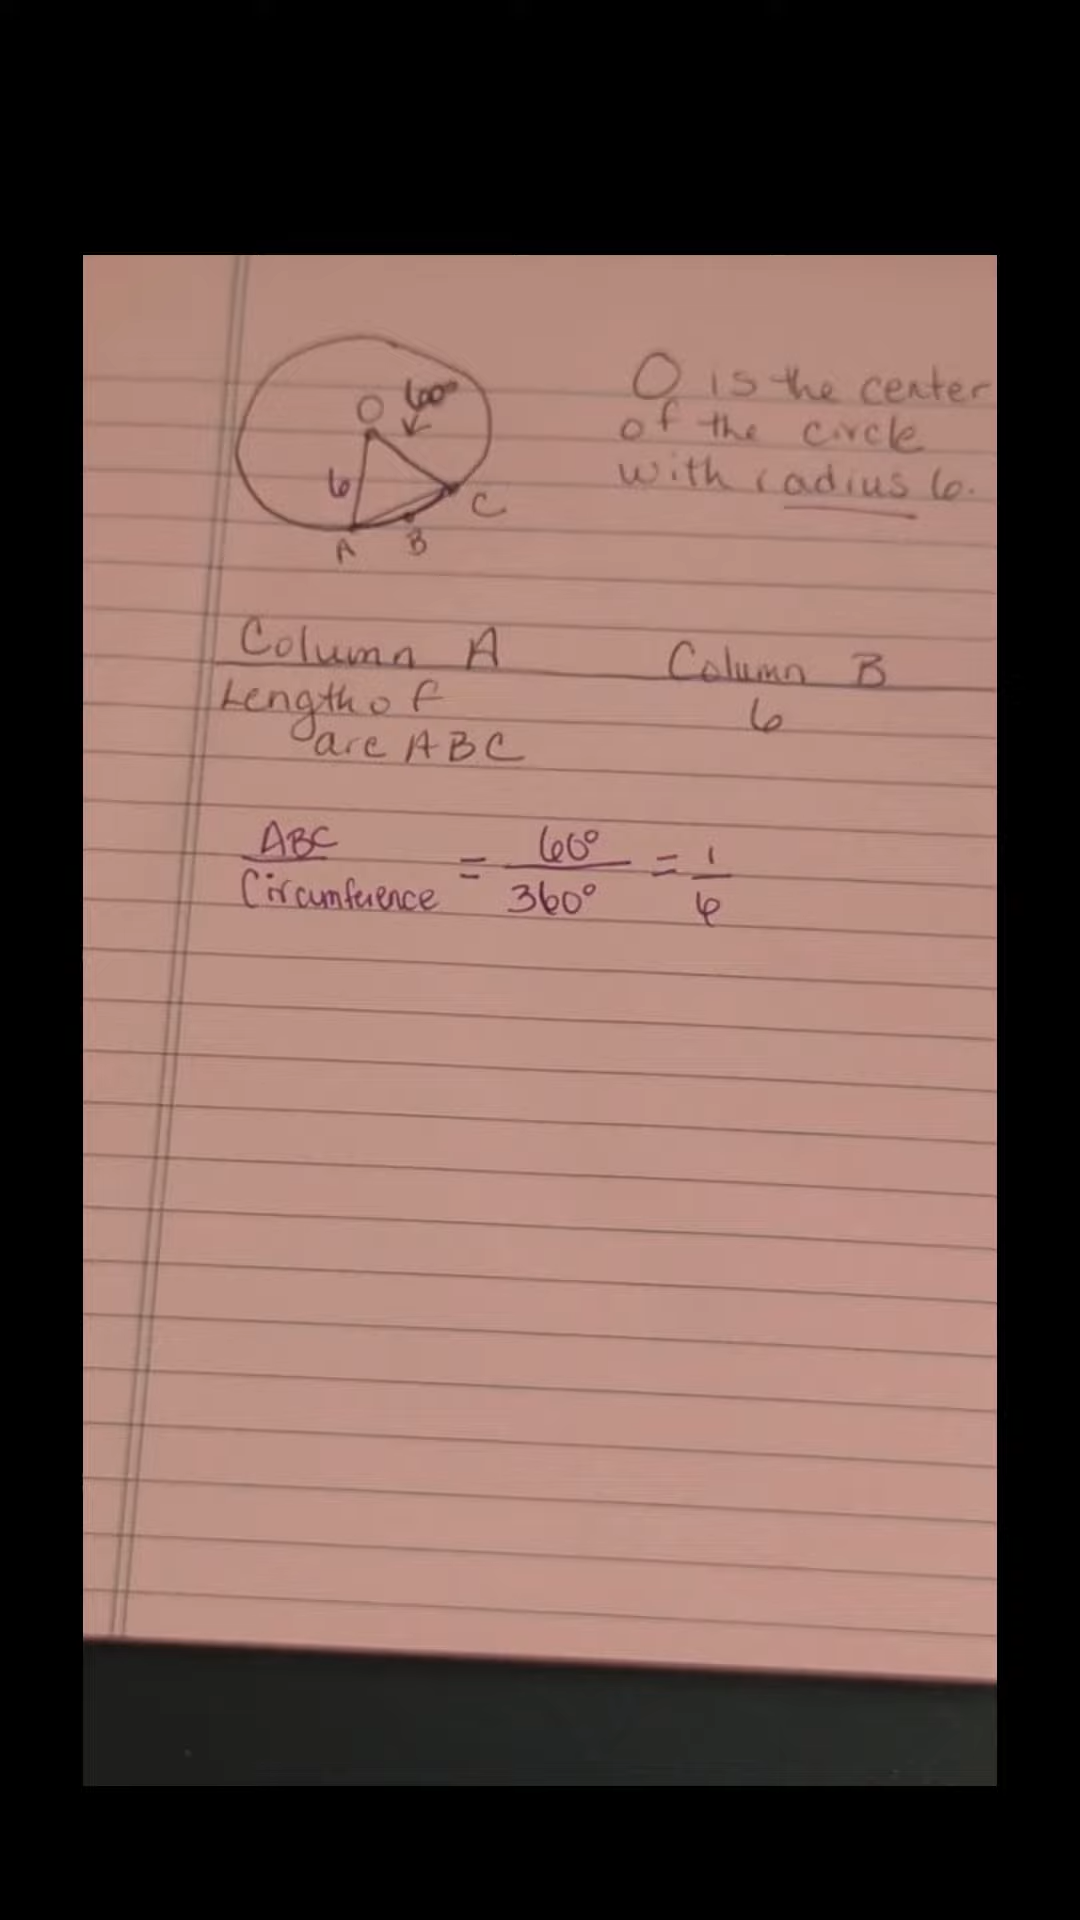 O 60°
6
C
A B
O is the center
of the circle
with radius 6.
Column A Column B
Length of 6
arc ABC
ABC / Circumference = 60° / 360° = 1 / 6